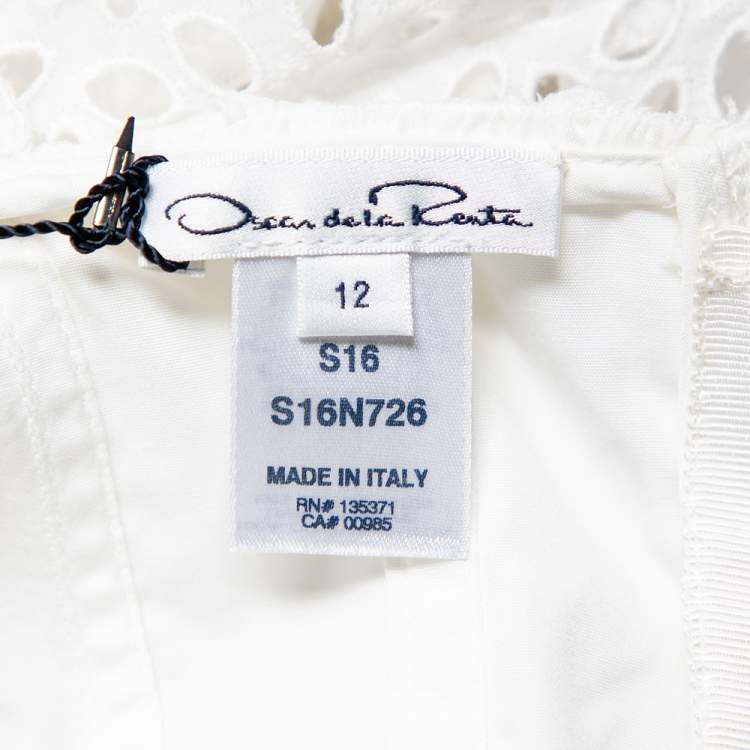 Oscar de la Renta
12
S16
S16N726
MADE IN ITALY
RN# 135371
CA# 00985